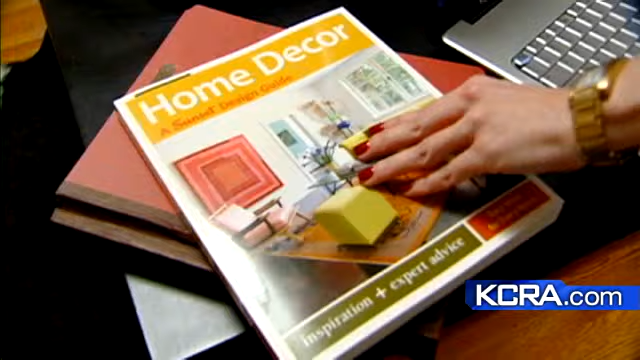 Home Decor
A Sunset Design Guide
inspiration + expert advice
KCRA.com